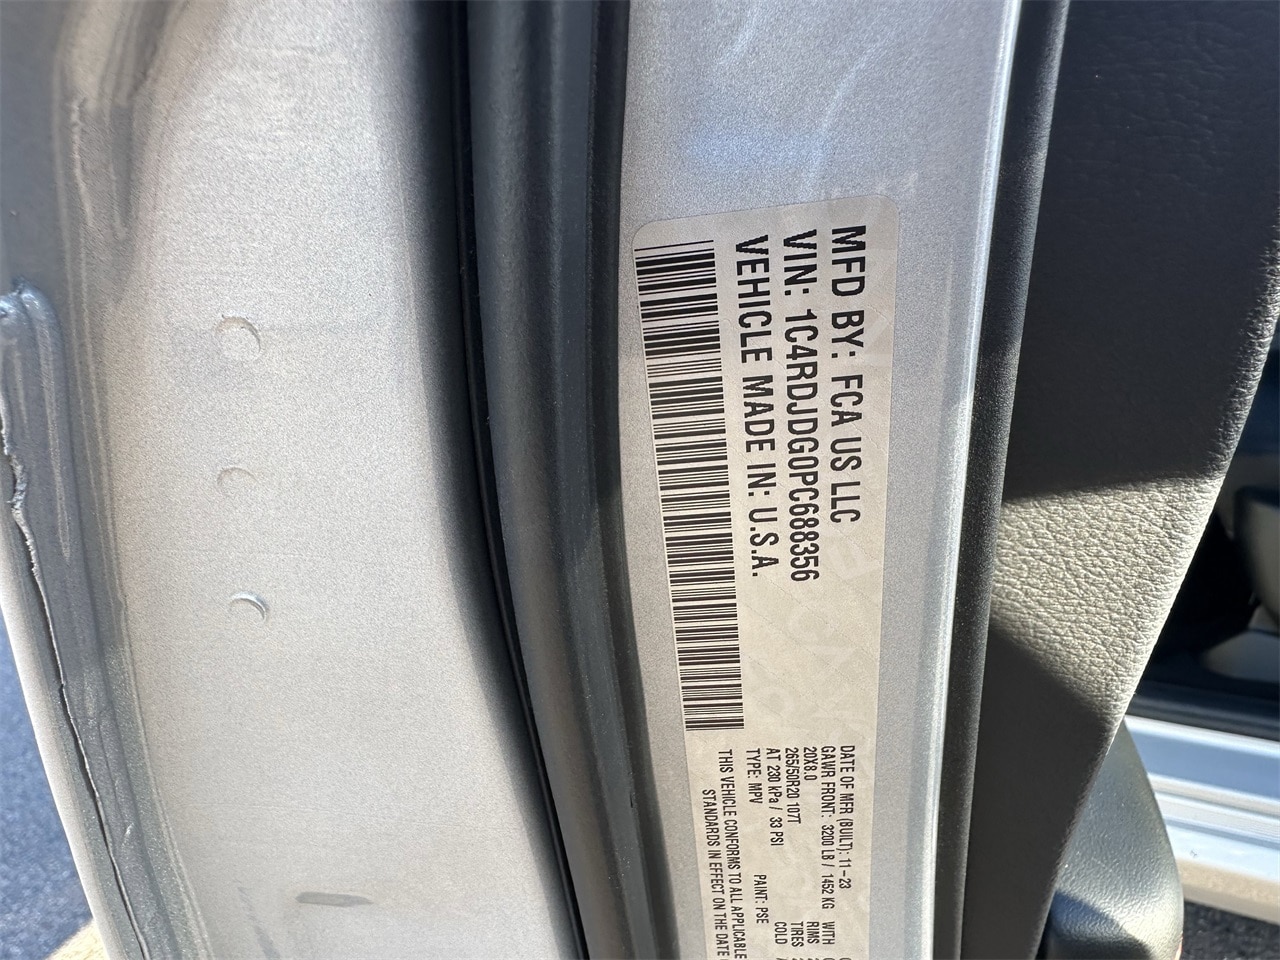 MFD BY: FCA US LLC
VIN: 1C4RDJDG0PC688356
VEHICLE MADE IN: U.S.A.
DATE OF MFR (BUILT): 11-23
GAWR FRONT: 3200 LB / 1452 KG WITH
20X8.0 RIMS
265/50R20 107T TIRES
AT 230 kPa / 33 PSI COLD
TYPE: MPV PAINT: PSE
THIS VEHICLE CONFORMS TO ALL APPLICABLE
STANDARDS IN EFFECT ON THE DATE